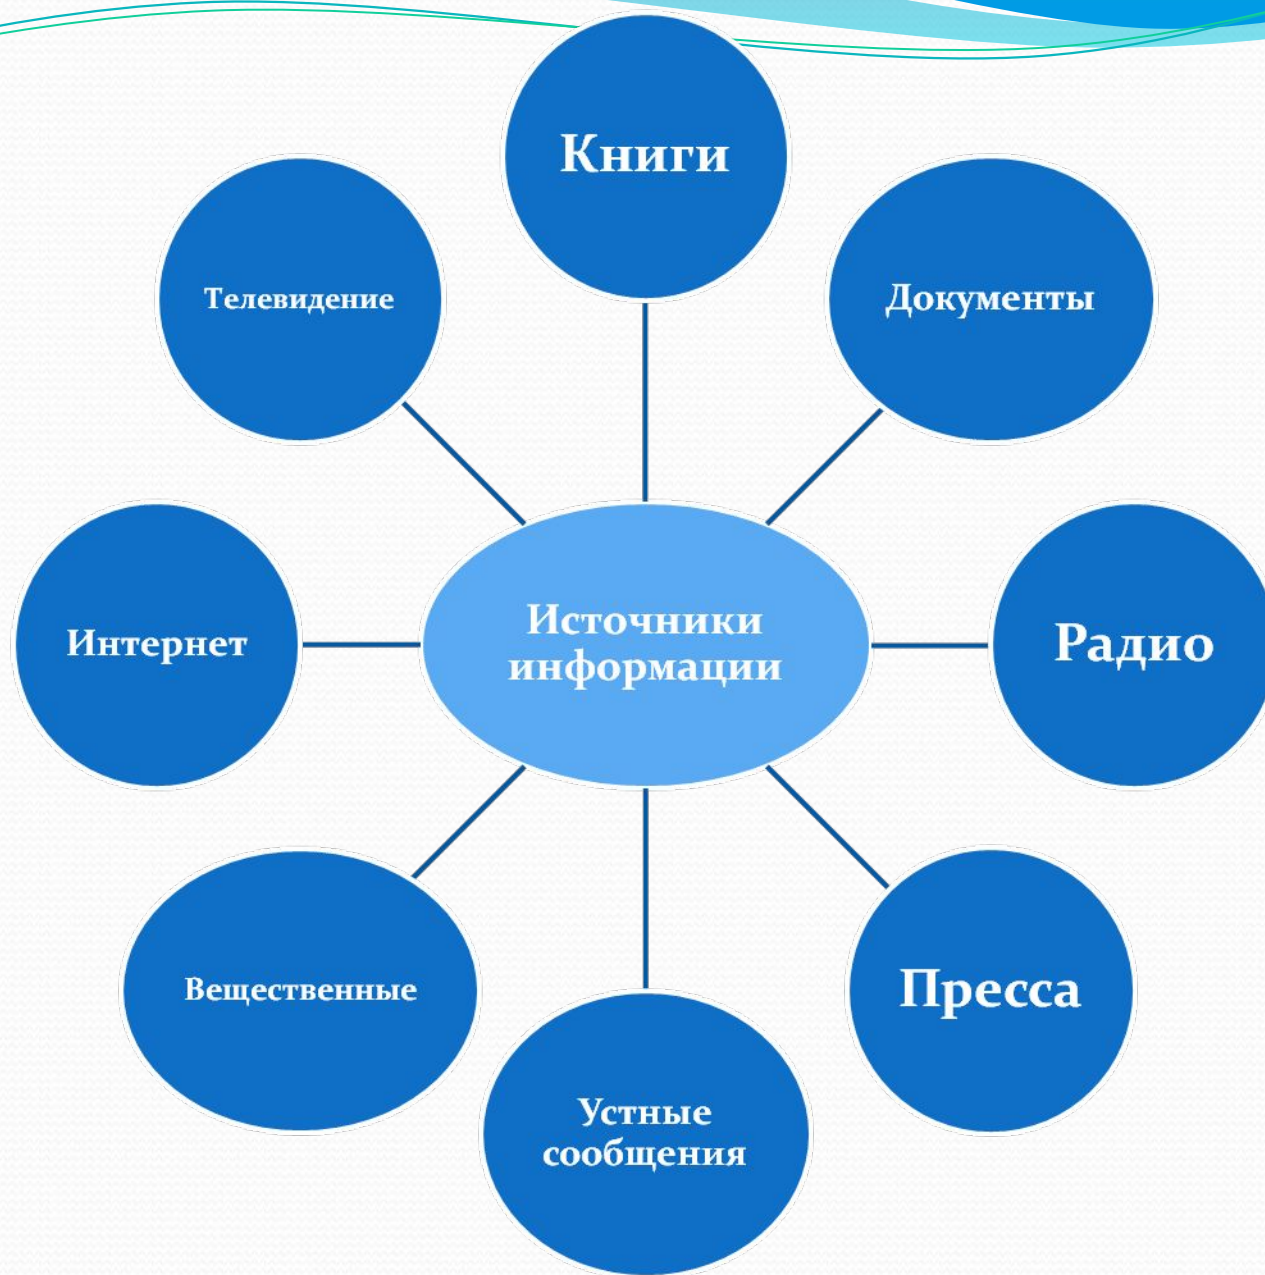 Книги
Телевидение
Документы
Интернет
Источники
информации
Радио
Вещественные
Пресса
Устные
сообщения